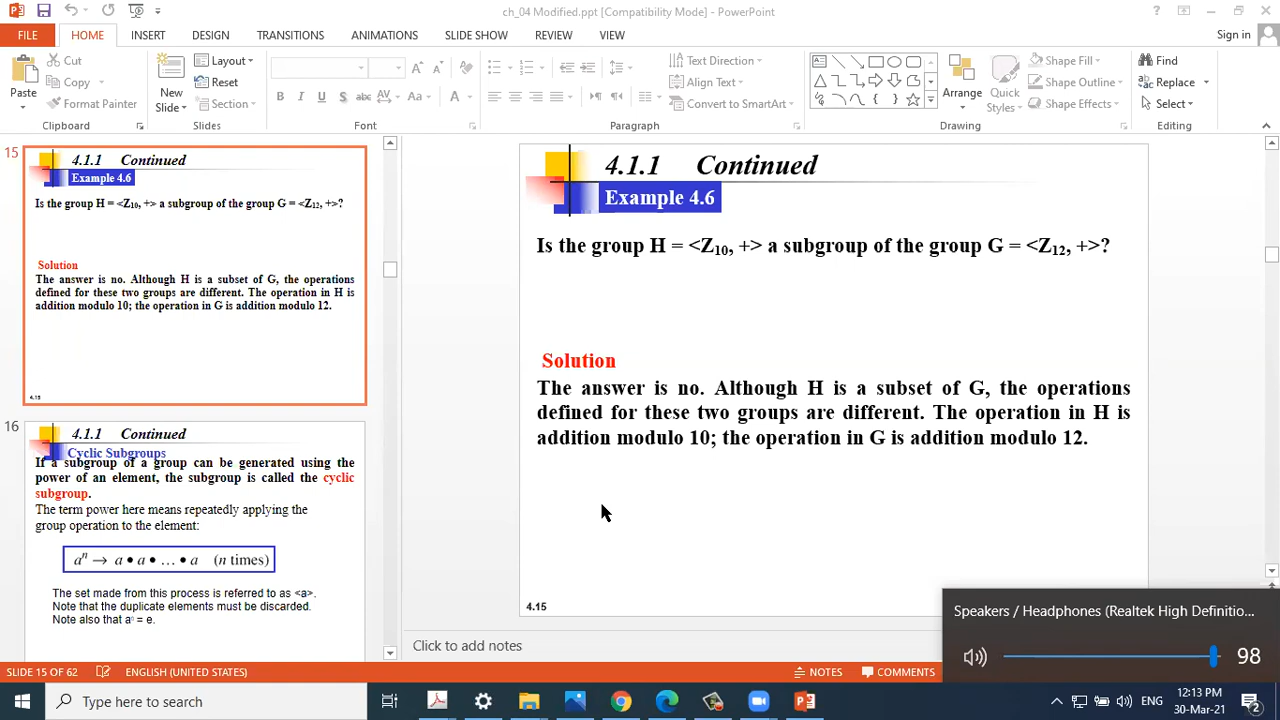 ch_04 Modified.ppt [Compatibility Mode] - PowerPoint
FILE HOME INSERT DESIGN TRANSITIONS ANIMATIONS SLIDE SHOW REVIEW VIEW Sign in
Paste
Cut
Copy
Format Painter
Clipboard
New Slide
Layout
Reset
Section
Slides
B I U S abc AV Aa A
Font
Text Direction
Align Text
Convert to SmartArt
Paragraph
Arrange
Quick Styles
Shape Fill
Shape Outline
Shape Effects
Drawing
Find
Replace
Select
Editing
15
4.1.1 Continued
Example 4.6
Is the group H = <Z10, +> a subgroup of the group G = <Z12, +>?
Solution
The answer is no. Although H is a subset of G, the operations
defined for these two groups are different. The operation in H is
addition modulo 10; the operation in G is addition modulo 12.
4.15
16
4.1.1 Continued
Cyclic Subgroups
If a subgroup of a group can be generated using the
power of an element, the subgroup is called the cyclic
subgroup.
The term power here means repeatedly applying the
group operation to the element:
aⁿ → a • a • … • a (n times)
The set made from this process is referred to as <a>.
Note that the duplicate elements must be discarded.
Note also that a⁰ = e.
4.1.1 Continued
Example 4.6
Is the group H = <Z10, +> a subgroup of the group G = <Z12, +>?
Solution
The answer is no. Although H is a subset of G, the operations
defined for these two groups are different. The operation in H is
addition modulo 10; the operation in G is addition modulo 12.
4.15
Click to add notes
Speakers / Headphones (Realtek High Definitio...
98
SLIDE 15 OF 62 ENGLISH (UNITED STATES) NOTES COMMENTS
Type here to search
ENG
12:13 PM
30-Mar-21
2